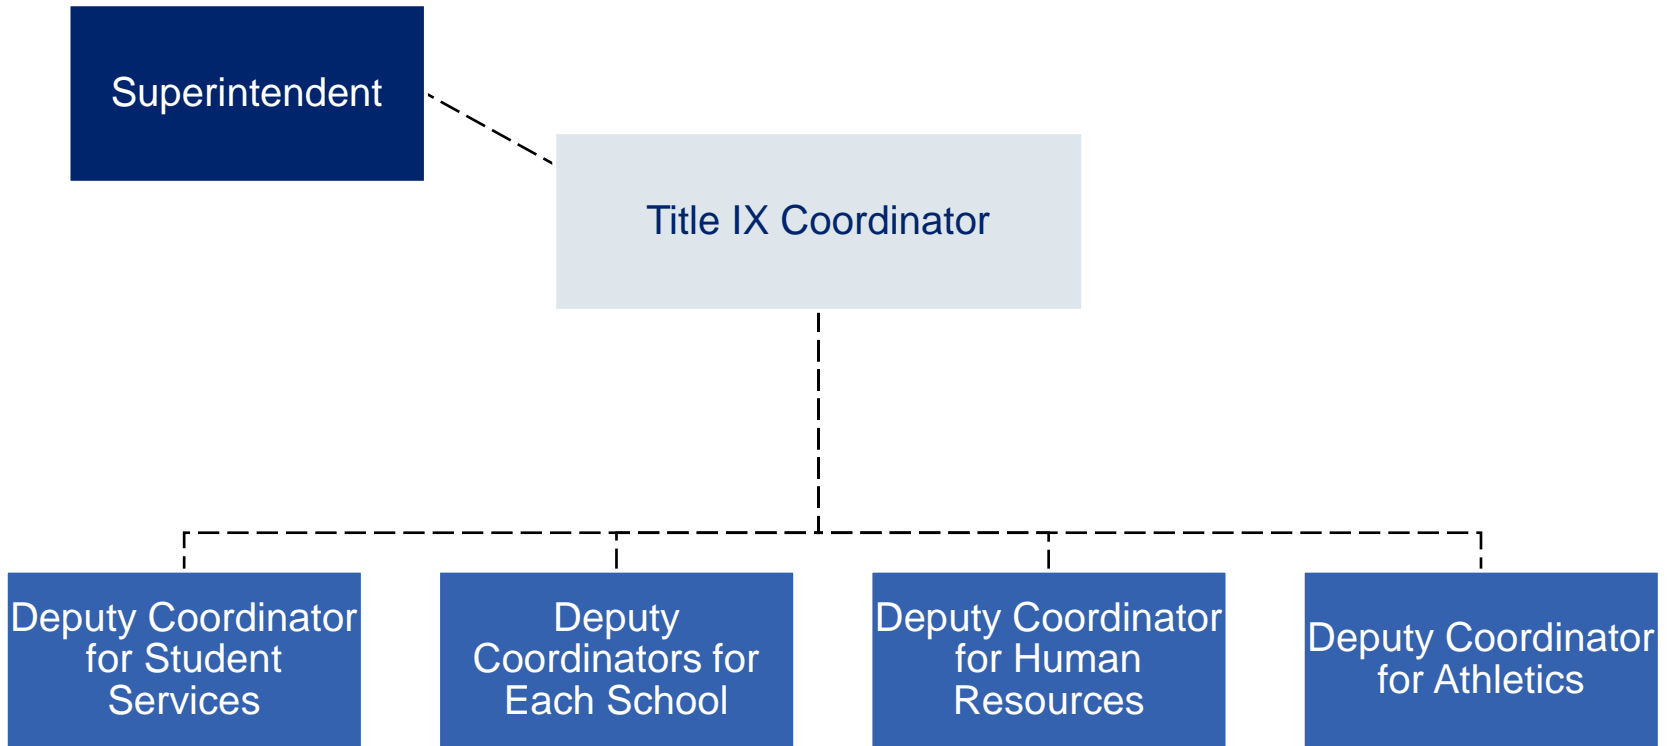 Superintendent
Title IX Coordinator
Deputy Coordinator
for Student
Services
Deputy
Coordinators for
Each School
Deputy Coordinator
for Human
Resources
Deputy Coordinator
for Athletics